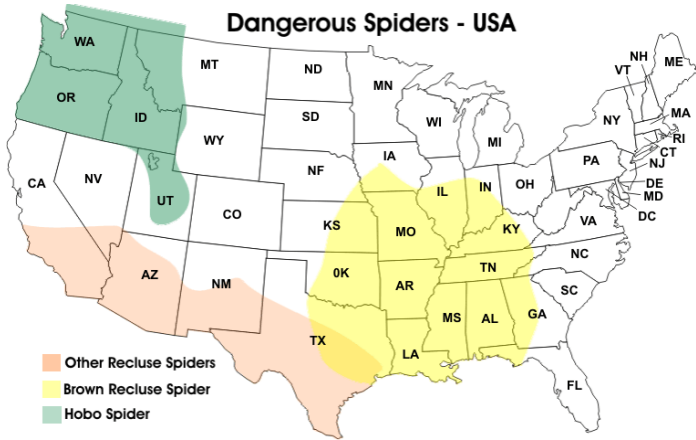 Dangerous Spiders - USA
WA
MT
ND
MN
VT
NH
ME
OR
ID
SD
WI
MI
NY
MA
RI
CT
WY
IA
PA
NJ
NF
DE
MD
DC
CA
NV
UT
CO
IL
IN
OH
KS
MO
KY
VA
AZ
NM
0K
AR
TN
NC
SC
MS
AL
GA
TX
LA
FL
Other Recluse Spiders
Brown Recluse Spider
Hobo Spider